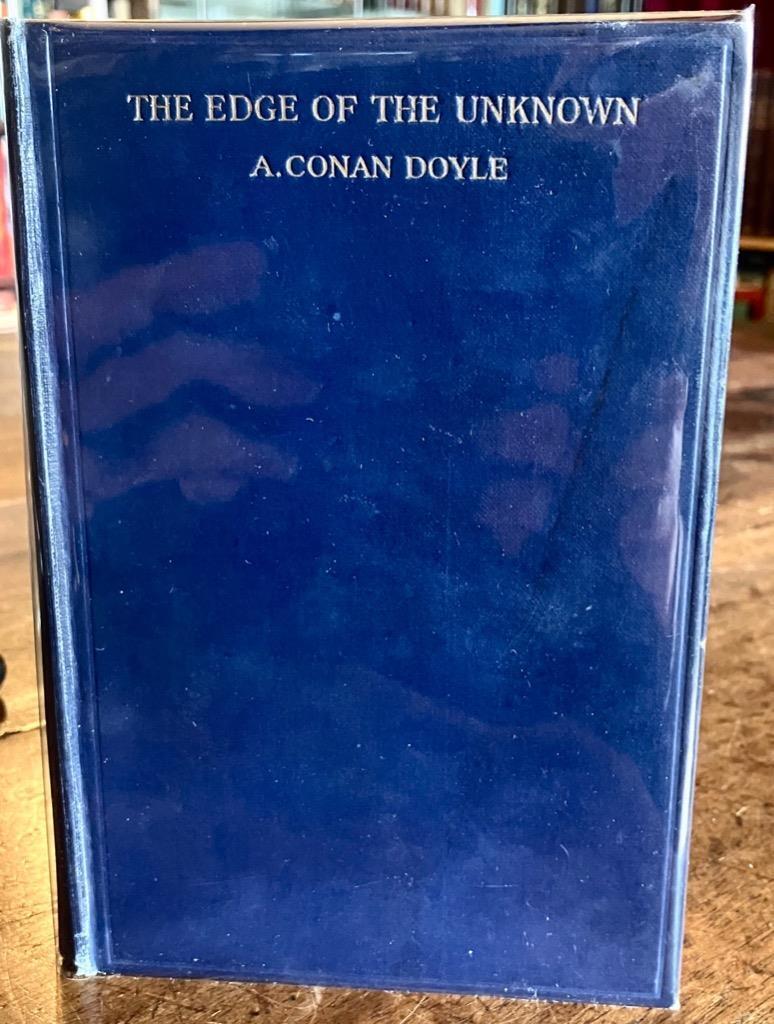 THE EDGE OF THE UNKNOWN
A. CONAN DOYLE